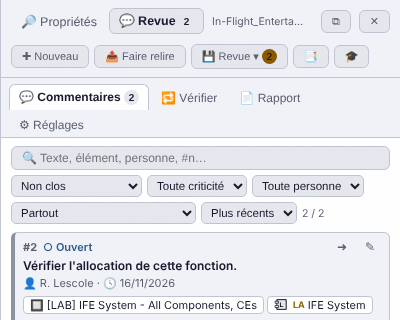 🔎 Propriétés 💬 Revue 2 In-Flight_Enterta… ⧉ ✕
✚ Nouveau 📤 Faire relire 💾 Revue ▾ 2 📑 🎓
💬 Commentaires 2 🔁 Vérifier 📄 Rapport
⚙ Réglages
🔍 Texte, élément, personne, #n…
Non clos Toute criticité Toute personne
Partout Plus récents 2 / 2
#2 Ouvert ➜ ✎
Vérifier l'allocation de cette fonction.
👤 R. Lescole · 🕓 16/11/2026
[LAB] IFE System - All Components, CEs LA IFE System